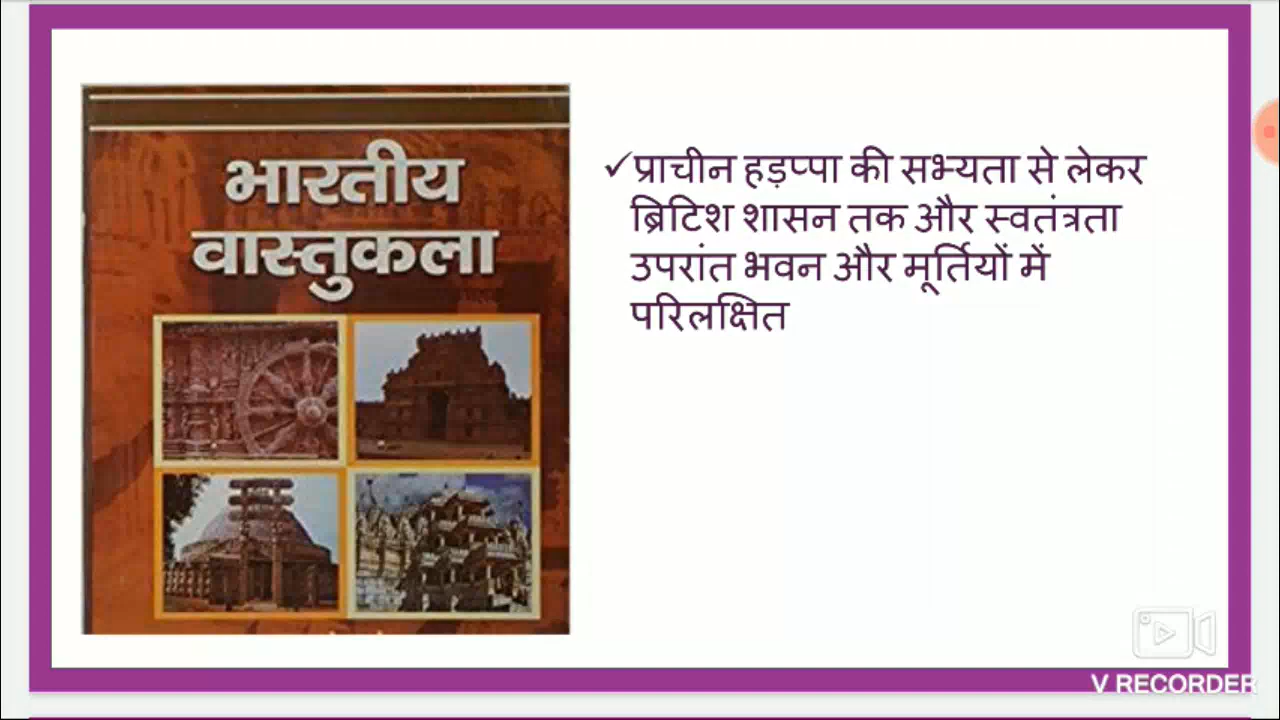 भारतीय
वास्तुकला
✓प्राचीन हड़प्पा की सभ्यता से लेकर
ब्रिटिश शासन तक और स्वतंत्रता
उपरांत भवन और मूर्तियों में
परिलक्षित
V RECORDER